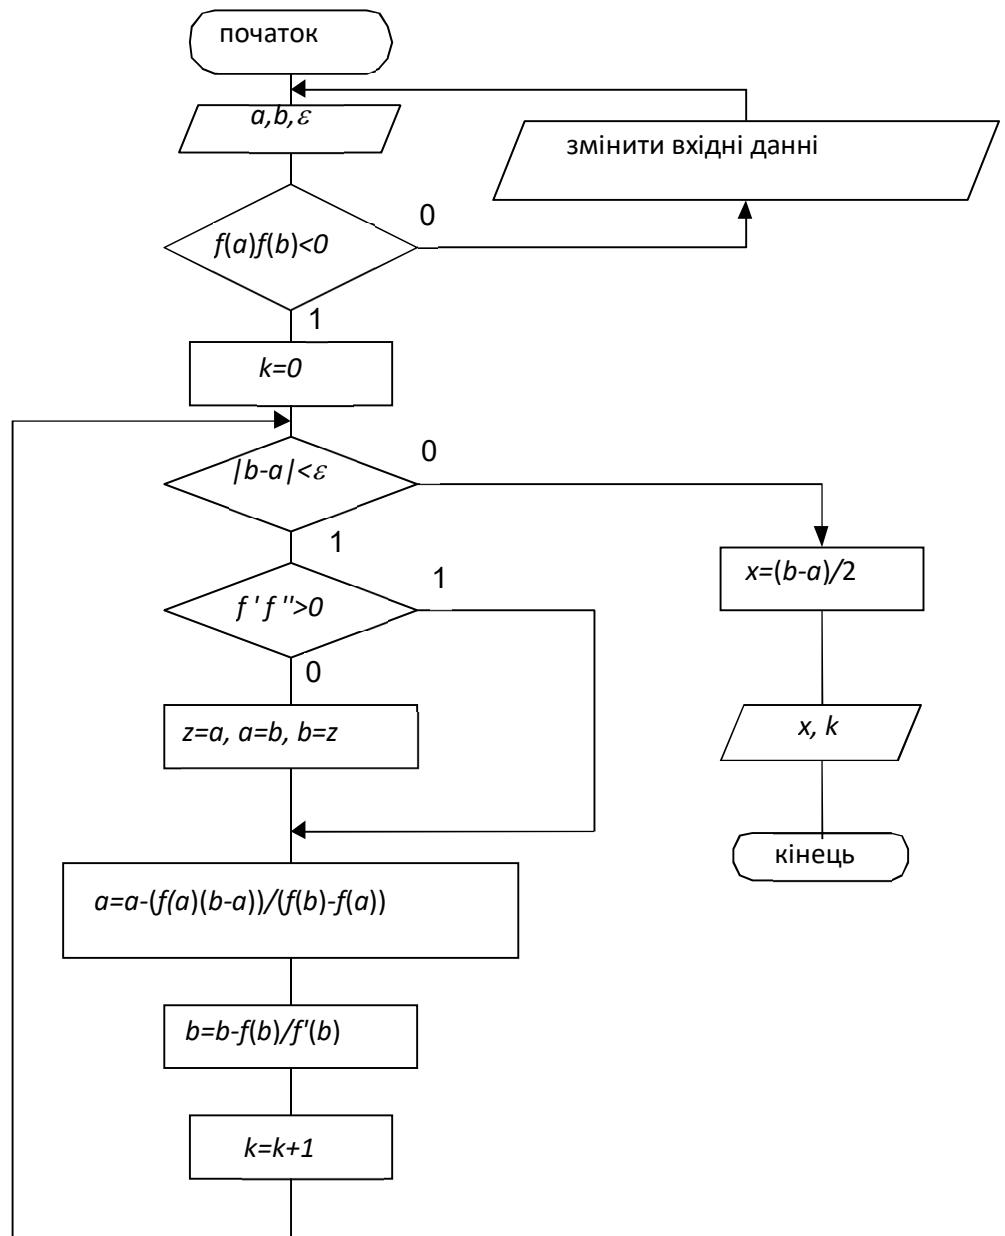 початок
a,b,ε
змінити вхідні данні
0
f(a)f(b)<0
1
k=0
0
|b-a|<ε
1
x=(b-a)/2
1
f ' f ''>0
0
z=a, a=b, b=z
x, k
кінець
a=a-(f(a)(b-a))/(f(b)-f(a))
b=b-f(b)/f'(b)
k=k+1